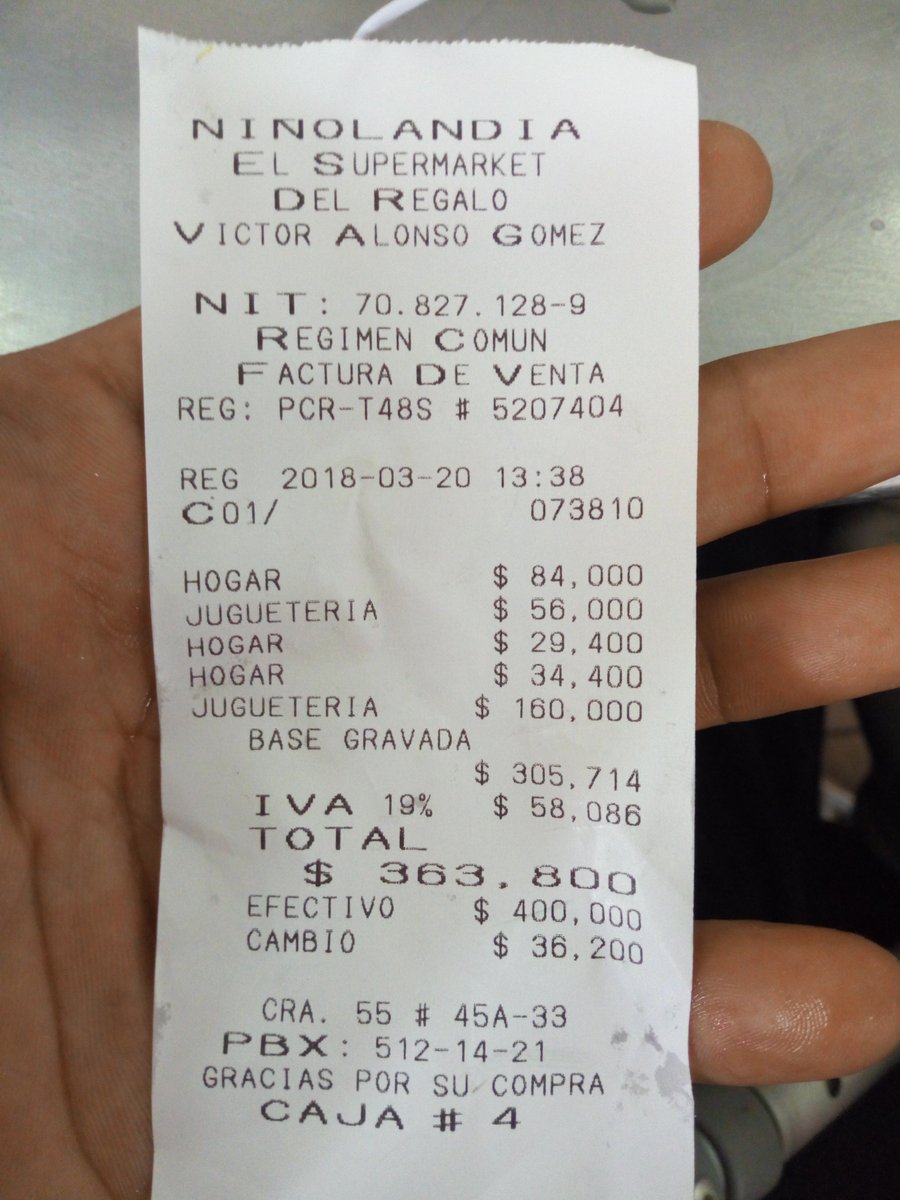 NINOLANDIA
EL SUPERMARKET
DEL REGALO
VICTOR ALONSO GOMEZ
NIT: 70.827.128-9
REGIMEN COMUN
FACTURA DE VENTA
REG: PCR-T48S # 5207404
REG 2018-03-20 13:38
C01/ 073810
HOGAR $ 84,000
JUGUETERIA $ 56,000
HOGAR $ 29,400
HOGAR $ 34,400
JUGUETERIA $ 160,000
BASE GRAVADA
$ 305,714
IVA 19% $ 58,086
TOTAL
$ 363,800
EFECTIVO $ 400,000
CAMBIO $ 36,200
CRA. 55 # 45A-33
PBX: 512-14-21
GRACIAS POR SU COMPRA
CAJA # 4